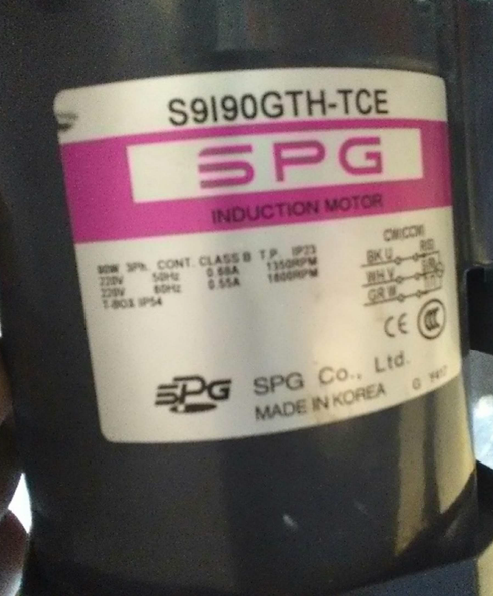 S9I90GTH-TCE
SPG
INDUCTION MOTOR
90W 3Ph. CONT. CLASS B T.P. IP23
220V 50Hz 0.68A 1350RPM
220V 60Hz 0.55A 1600RPM
T-BOX IP54
CW(CCW)
BK U
WH V
GR W
CE CCC
SPG SPG Co., Ltd.
MADE IN KOREA G